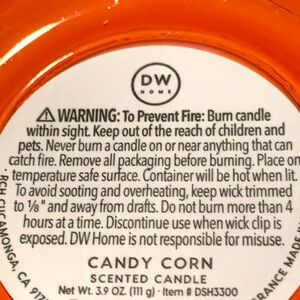 DW
HOME
⚠ WARNING: To Prevent Fire: Burn candle
within sight. Keep out of the reach of children and
pets. Never burn a candle on or near anything that can
catch fire. Remove all packaging before burning. Place on
temperature safe surface. Container will be hot when lit.
To avoid sooting and overheating, keep wick trimmed
to 1/8" and away from drafts. Do not burn more than 4
hours at a time. Discontinue use when wick clip is
exposed. DW Home is not responsible for misuse.
CANDY CORN
SCENTED CANDLE
Net Wt. 3.9 OZ. (111 g) · Item # DSH3300
CUCAMONGA, CA 917
FRAGRANCE MADE